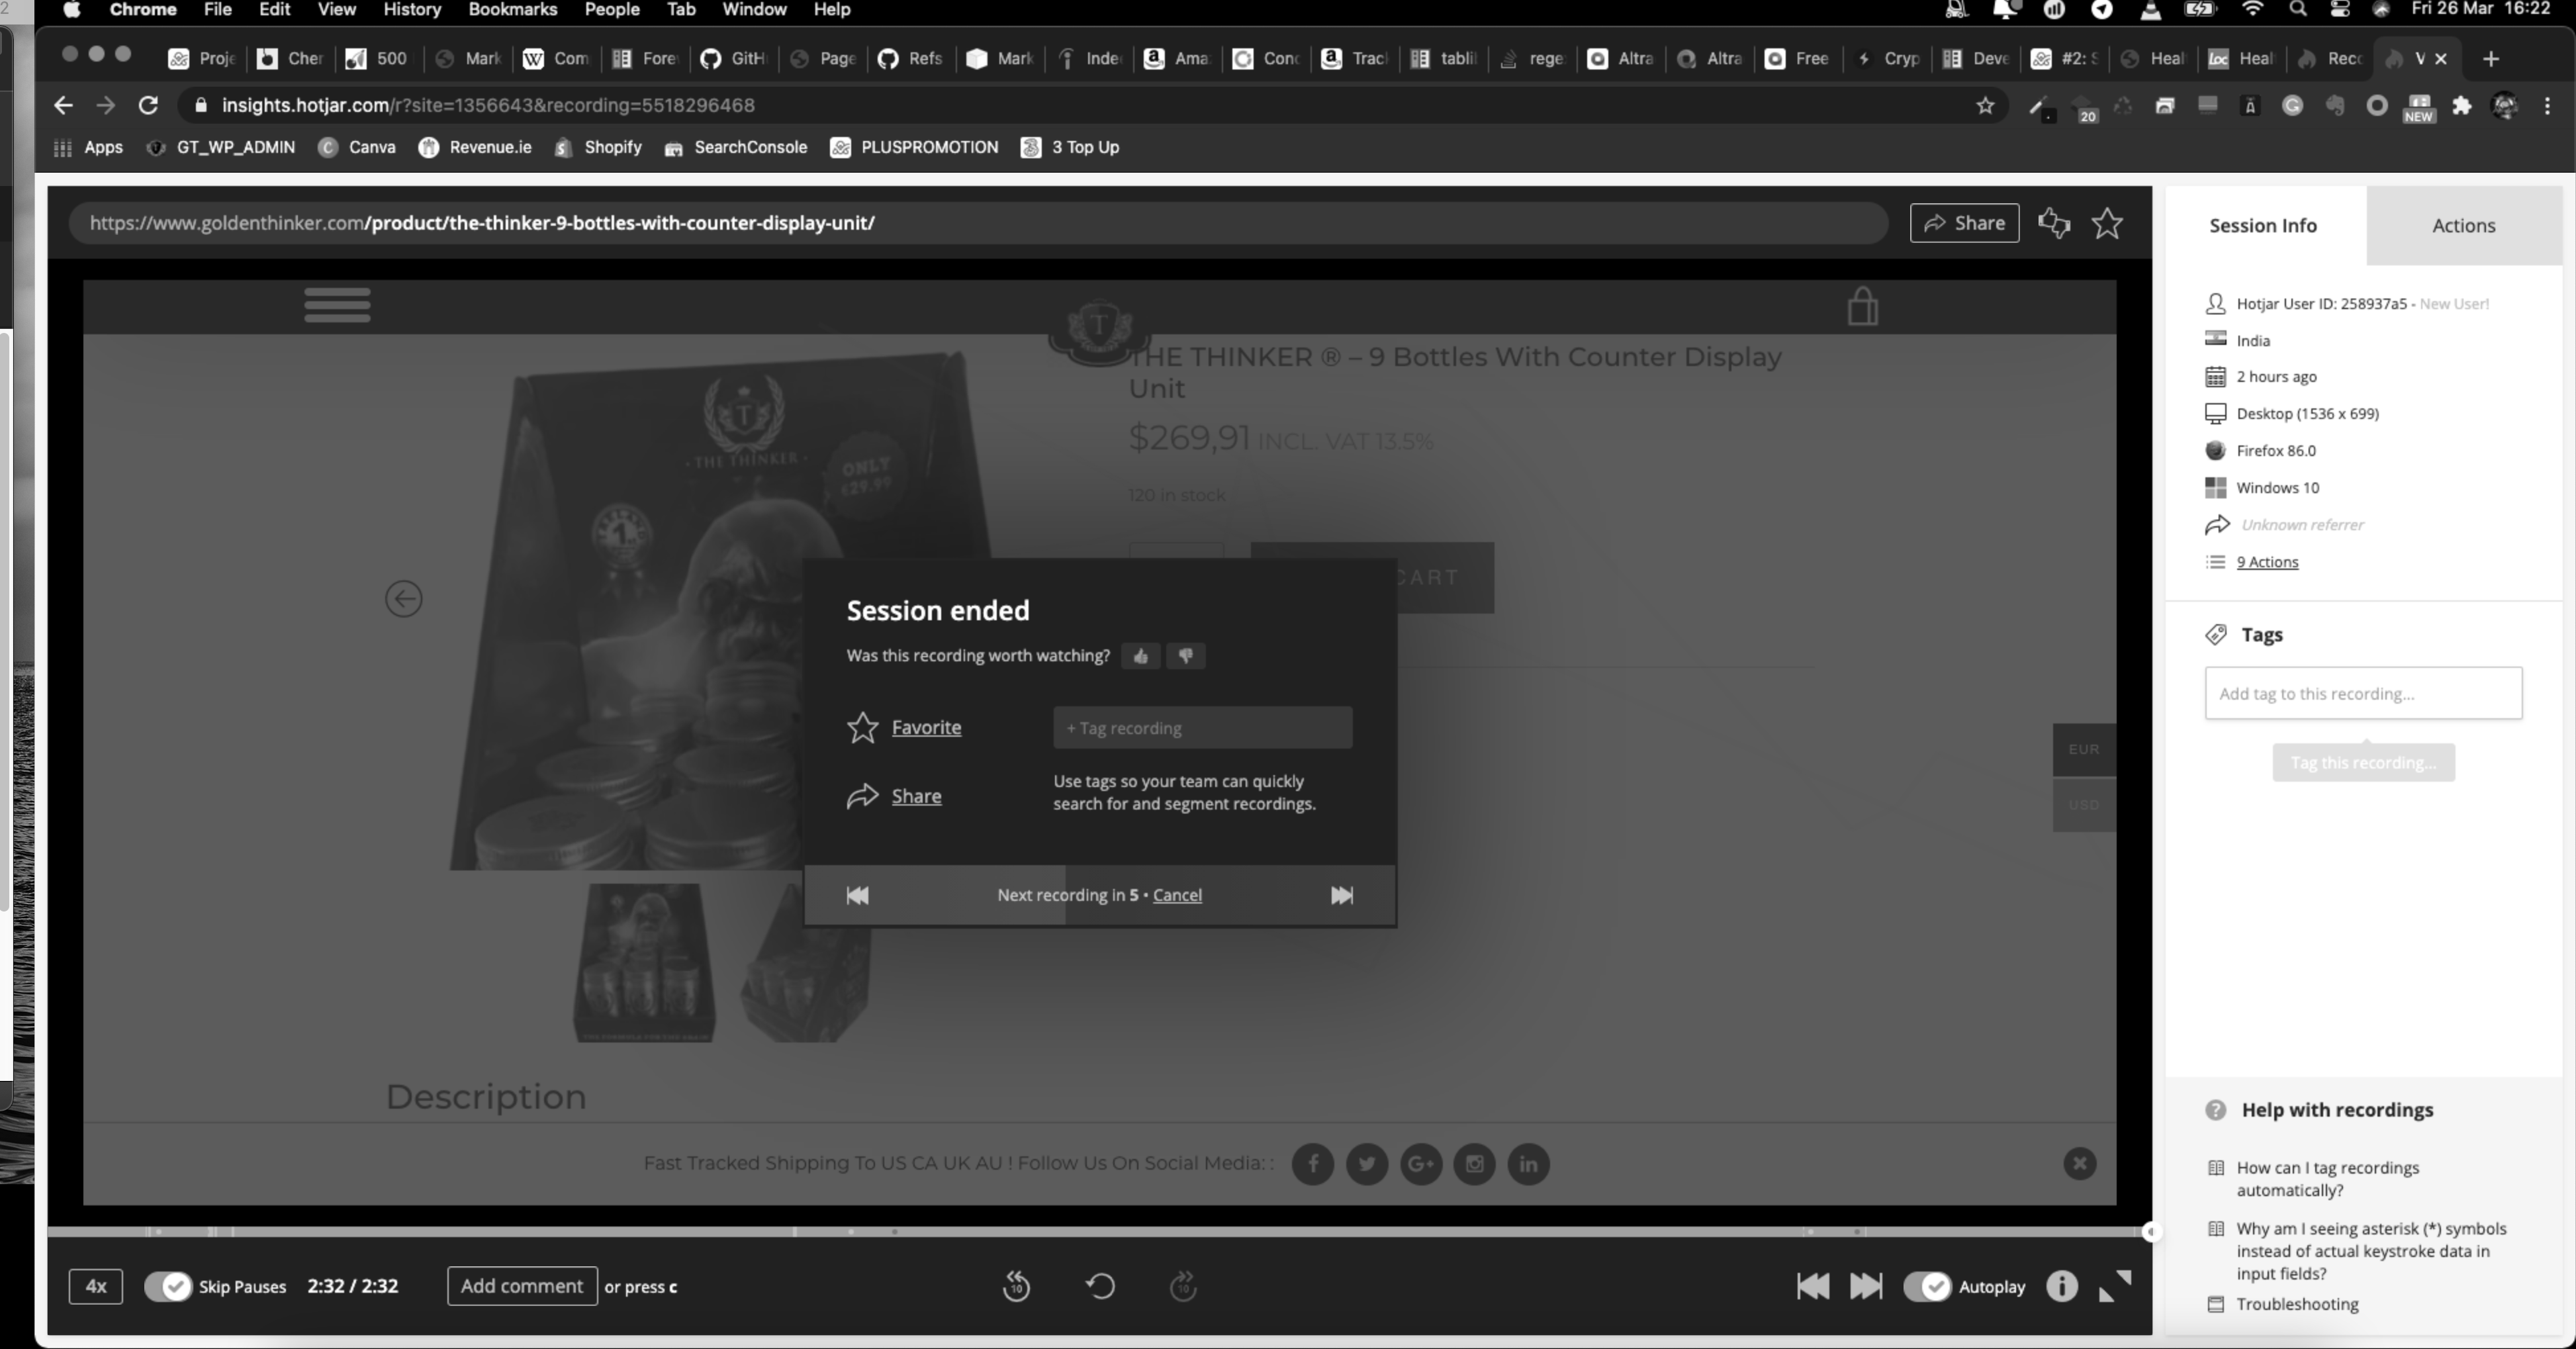 Chrome File Edit View History Bookmarks People Tab Window Help Fri 26 Mar 16:22
Proje Cher 500 Mark Com Fore GitH Page Refs Mark Inde Ama Conc Track tabli rege Altra Altra Free Cryp Deve #2: S Heal Heal Reco V
insights.hotjar.com/r?site=1356643&recording=5518296468
20 NEW
Apps GT_WP_ADMIN Canva Revenue.ie Shopify SearchConsole PLUSPROMOTION 3 Top Up
https://www.goldenthinker.com/product/the-thinker-9-bottles-with-counter-display-unit/
Share
THE THINKER ® – 9 Bottles With Counter Display
Unit
$269,91 INCL. VAT 13.5%
120 in stock
CART
T
• THE THINKER •
ONLY
€29.99
Session ended
Was this recording worth watching?
Favorite
+ Tag recording
Share
Use tags so your team can quickly
search for and segment recordings.
Next recording in 5 • Cancel
EUR
USD
Description
Fast Tracked Shipping To US CA UK AU ! Follow Us On Social Media: :
4x Skip Pauses 2:32 / 2:32 Add comment or press c 10 10 Autoplay
Session Info Actions
Hotjar User ID: 258937a5 - New User!
India
2 hours ago
Desktop (1536 x 699)
Firefox 86.0
Windows 10
Unknown referrer
9 Actions
Tags
Add tag to this recording...
Tag this recording...
Help with recordings
How can I tag recordings
automatically?
Why am I seeing asterisk (*) symbols
instead of actual keystroke data in
input fields?
Troubleshooting